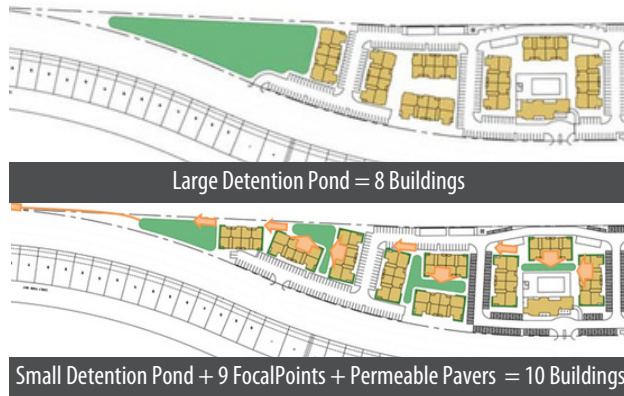 Large Detention Pond = 8 Buildings
Small Detention Pond + 9 FocalPoints + Permeable Pavers = 10 Buildings